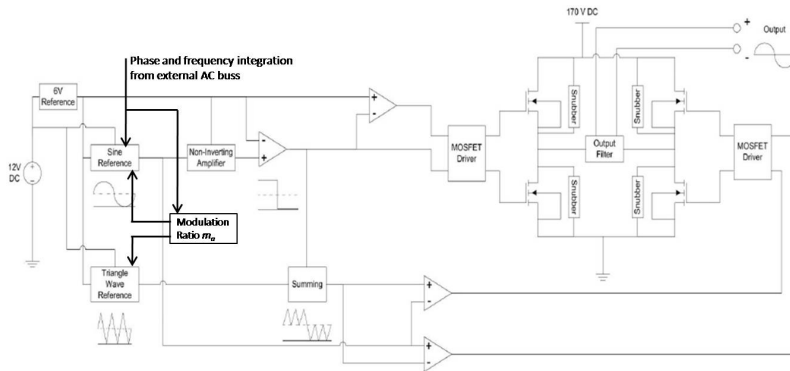 170 V DC
+
Output
-
Phase and frequency integration
from external AC buss
6V
Reference
+
-
12V
DC
+
-
Sine
Reference
Non-Inverting
Amplifier
-
+
MOSFET
Driver
Snubber
Snubber
Output
Filter
Snubber
Snubber
MOSFET
Driver
Modulation
Ratio ma
Triangle
Wave
Reference
Summing
+
-
+
-